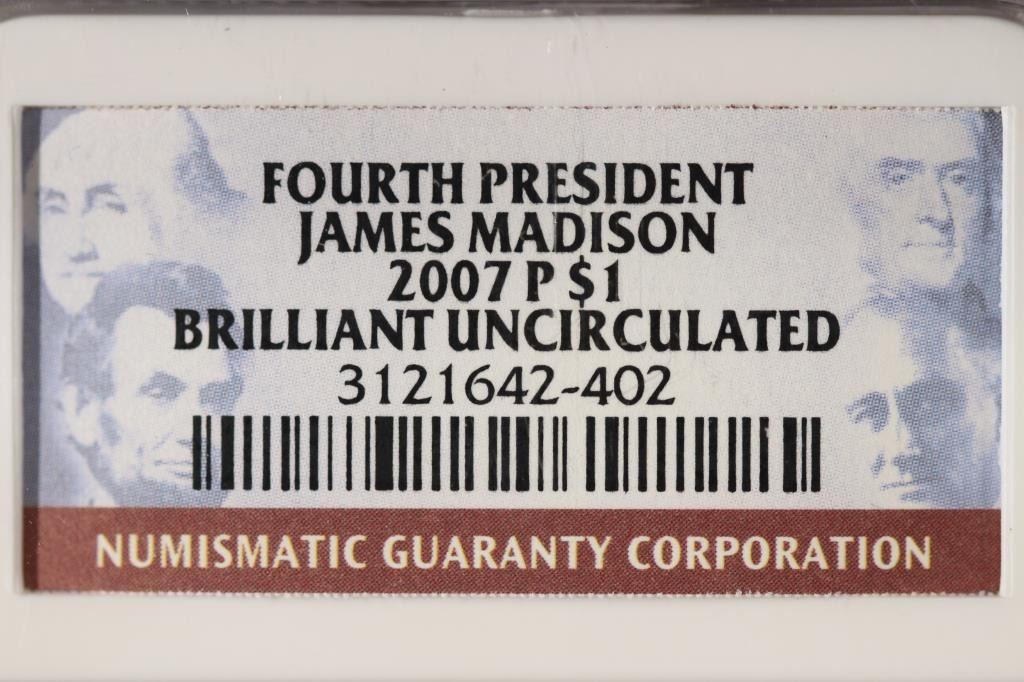 FOURTH PRESIDENT
JAMES MADISON
2007 P $1
BRILLIANT UNCIRCULATED
3121642-402
NUMISMATIC GUARANTY CORPORATION